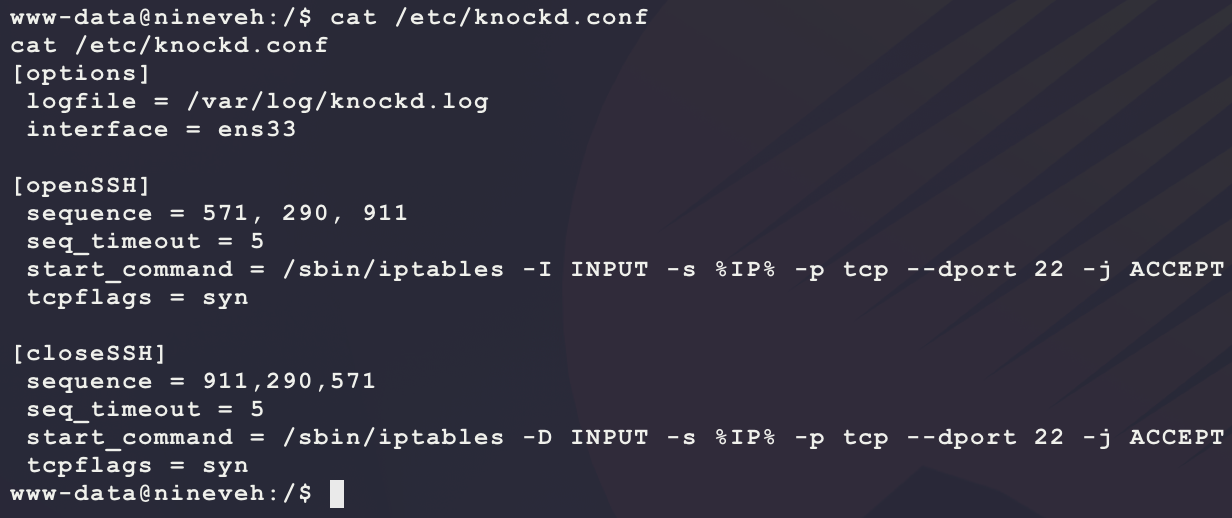 www-data@nineveh:/$ cat /etc/knockd.conf
cat /etc/knockd.conf
[options]
 logfile = /var/log/knockd.log
 interface = ens33

[openSSH]
 sequence = 571, 290, 911
 seq_timeout = 5
 start_command = /sbin/iptables -I INPUT -s %IP% -p tcp --dport 22 -j ACCEPT
 tcpflags = syn

[closeSSH]
 sequence = 911,290,571
 seq_timeout = 5
 start_command = /sbin/iptables -D INPUT -s %IP% -p tcp --dport 22 -j ACCEPT
 tcpflags = syn
www-data@nineveh:/$